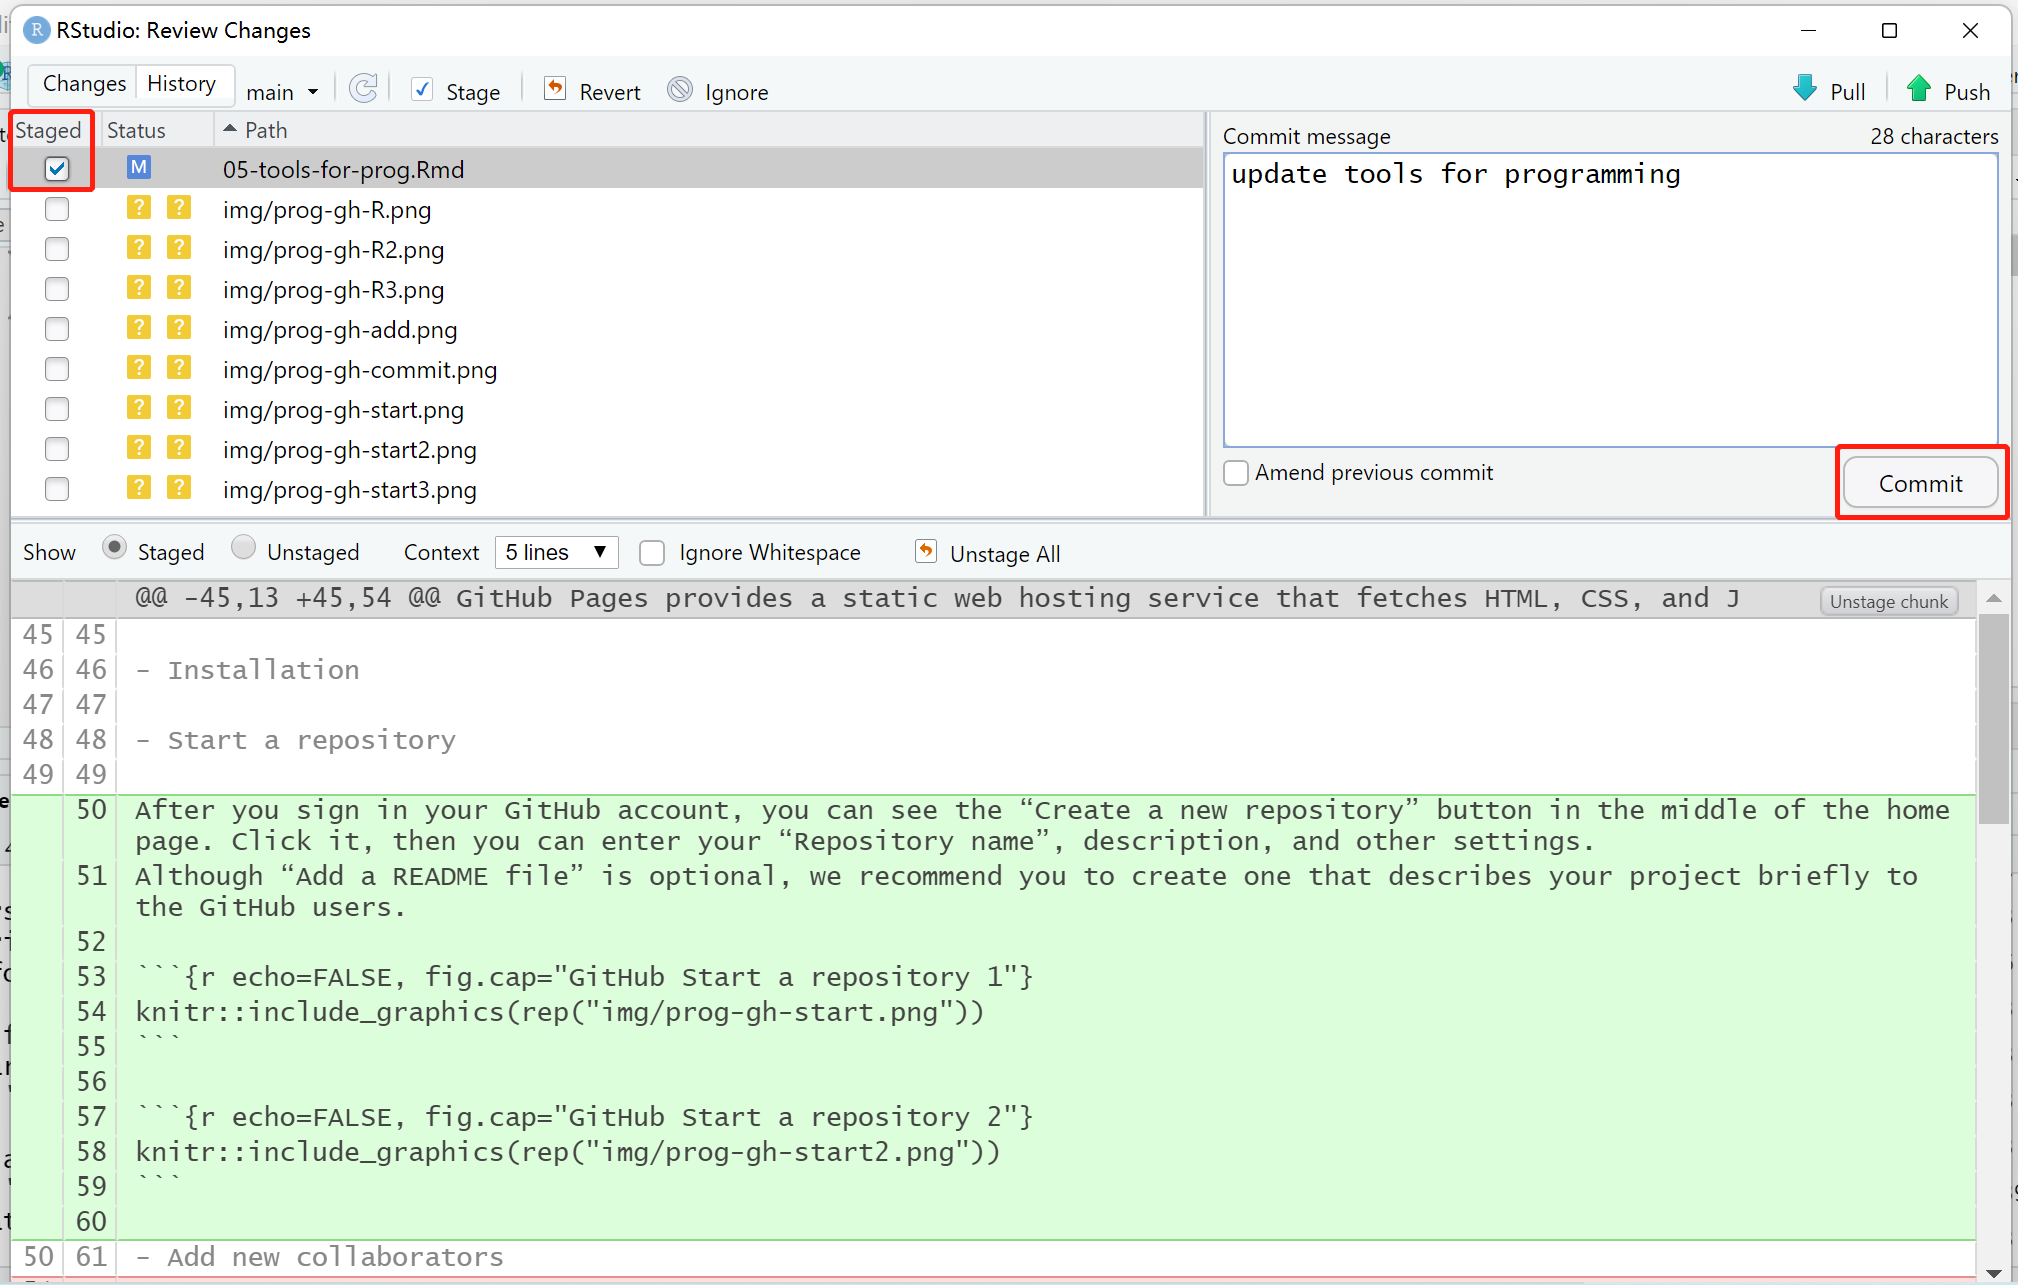 RStudio: Review Changes
Changes History main Stage Revert Ignore Pull Push
Staged Status Path
M 05-tools-for-prog.Rmd
? ? img/prog-gh-R.png
? ? img/prog-gh-R2.png
? ? img/prog-gh-R3.png
? ? img/prog-gh-add.png
? ? img/prog-gh-commit.png
? ? img/prog-gh-start.png
? ? img/prog-gh-start2.png
? ? img/prog-gh-start3.png
Commit message 28 characters
update tools for programming
Amend previous commit
Commit
Show Staged Unstaged Context 5 lines Ignore Whitespace Unstage All
@@ -45,13 +45,54 @@ GitHub Pages provides a static web hosting service that fetches HTML, CSS, and J Unstage chunk
45 45
46 46 - Installation
47 47
48 48 - Start a repository
49 49
50 After you sign in your GitHub account, you can see the “Create a new repository” button in the middle of the home
page. Click it, then you can enter your “Repository name”, description, and other settings.
51 Although “Add a README file” is optional, we recommend you to create one that describes your project briefly to
the GitHub users.
52
53 ```{r echo=FALSE, fig.cap="GitHub Start a repository 1"}
54 knitr::include_graphics(rep("img/prog-gh-start.png"))
55 ```
56
57 ```{r echo=FALSE, fig.cap="GitHub Start a repository 2"}
58 knitr::include_graphics(rep("img/prog-gh-start2.png"))
59 ```
60
50 61 - Add new collaborators